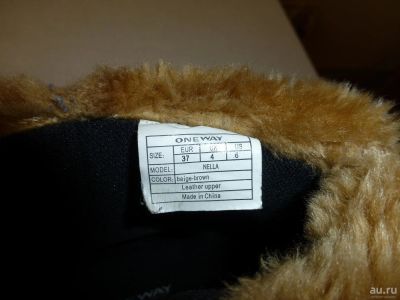 ONEWAY
SIZE: EUR UK US
37 4 6
MODEL: NELLA
COLOR: beige-brown
Leather upper
Made in China
WAY
au.ru